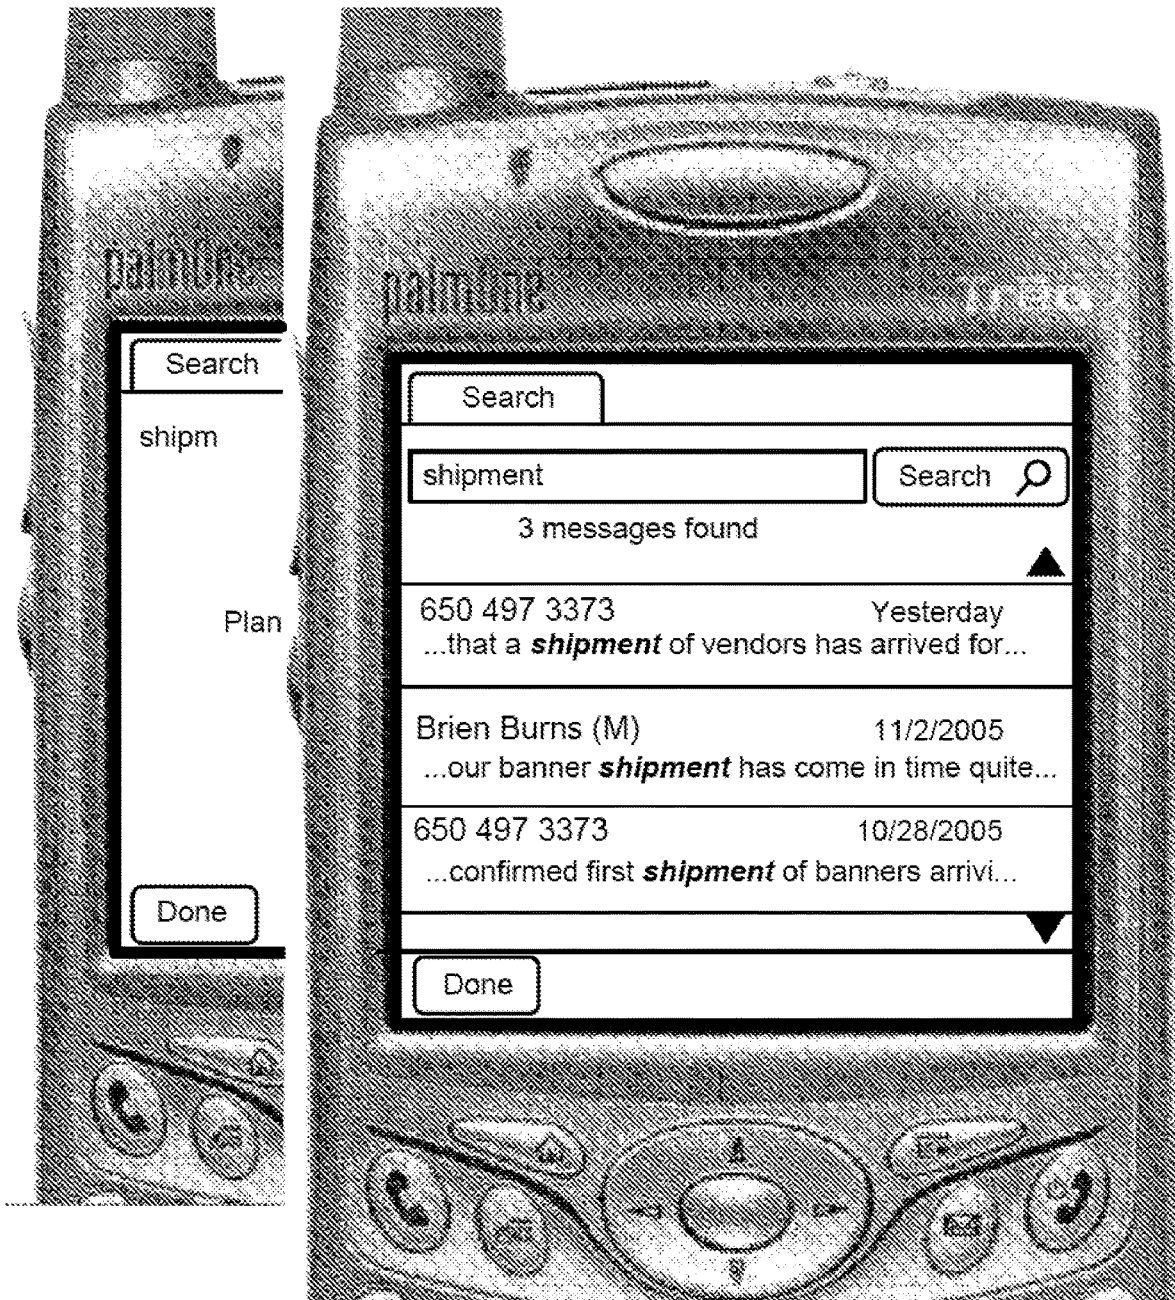 palmOne
Search
shipm
Plan
Done
palmOne
Treo
Search
shipment
Search
3 messages found
650 497 3373 Yesterday
...that a shipment of vendors has arrived for...
Brien Burns (M) 11/2/2005
...our banner shipment has come in time quite...
650 497 3373 10/28/2005
...confirmed first shipment of banners arrivi...
Done